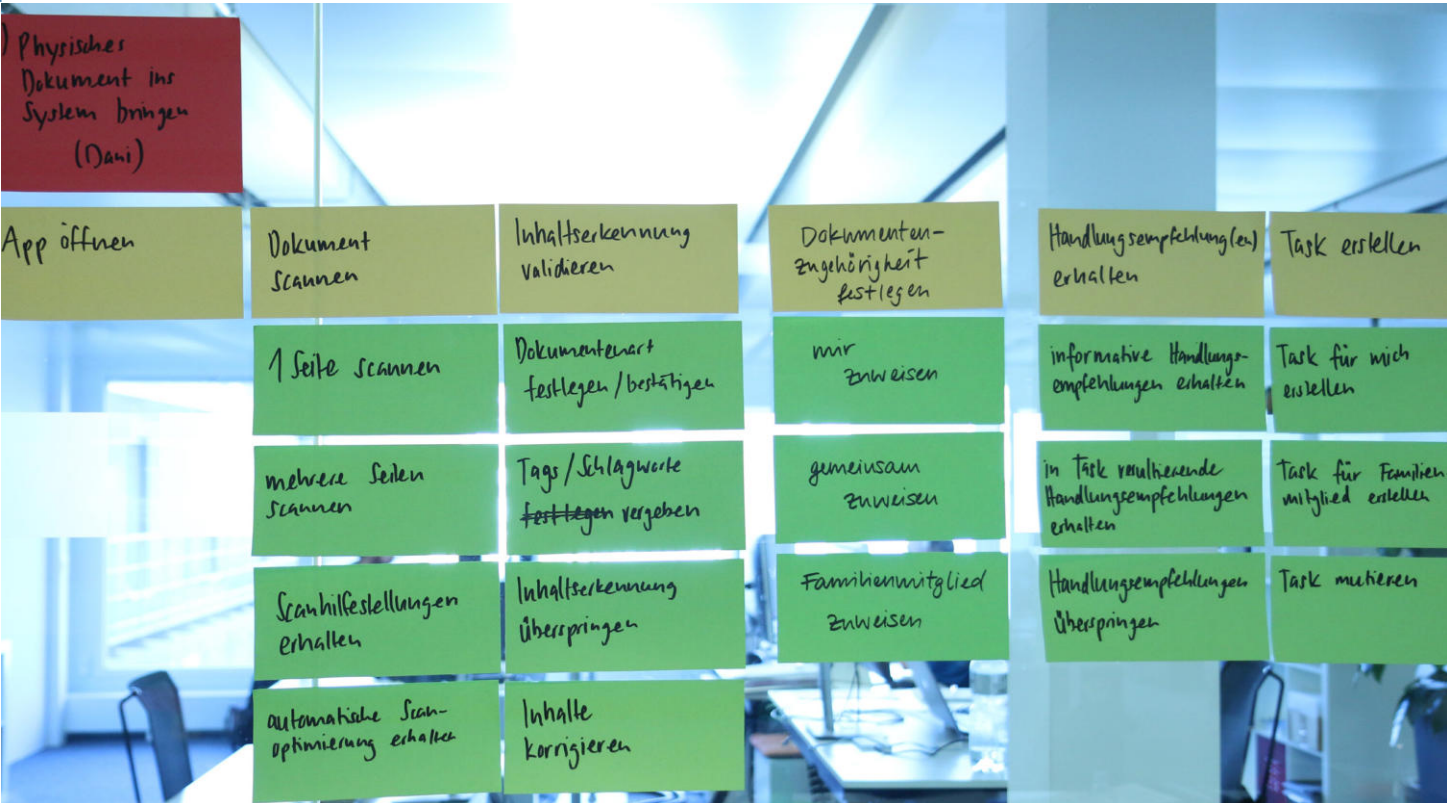 ) Physisches
Dokument ins
System bringen
(Dani)
App öffnen
Dokument
scannen
Inhaltserkennung
validieren
Dokumenten-
zugehörigkeit
festlegen
Handlungsempfehlung(en)
erhalten
Task erstellen
1 Seite scannen
Dokumentenart
festlegen/bestätigen
mir
zuweisen
informative Handlungs-
empfehlungen erhalten
Task für mich
erstellen
mehrere Seiten
scannen
Tags/Schlagworte
festlegen vergeben
gemeinsam
zuweisen
in Task resultierende
Handlungsempfehlungen
erhalten
Task für Familien
mitglied erstellen
Scanhilfestellungen
erhalten
Inhaltserkennung
überspringen
Familienmitglied
zuweisen
Handlungsempfehlungen
überspringen
Task mutieren
automatische Scan-
optimierung erhalten
Inhalte
korrigieren